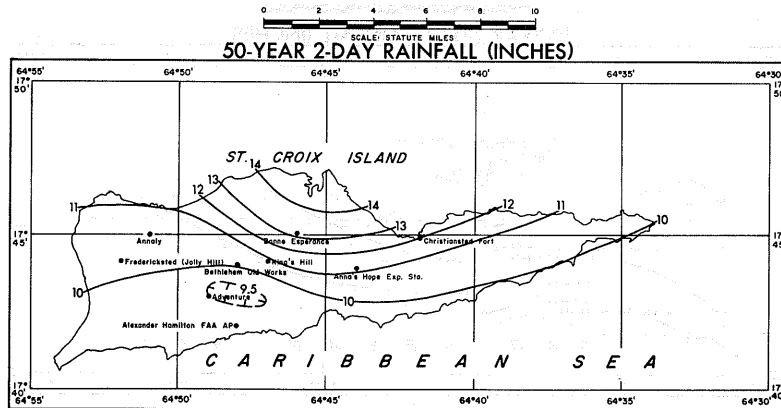 0 2 4 6 8 10
SCALE: STATUTE MILES
50-YEAR 2-DAY RAINFALL (INCHES)
64°55' 64°50' 64°45' 64°40' 64°35' 64°30'
17° 50'
17° 50'
ST. CROIX ISLAND
14
13
12
11
14
12
11
10
13
17° 45'
17° 45'
Annaly
Bonne Esperance
Christiansted Fort
Fredericksted (Jolly Hill)
King's Hill
Bethlehem Old Works
Anna's Hope Exp. Sta.
10
9.5
10
Adventure
Alexander Hamilton FAA AP
CARIBBEAN SEA
17° 40'
17° 40'
64°55' 64°50' 64°45' 64°40' 64°35' 64°30'